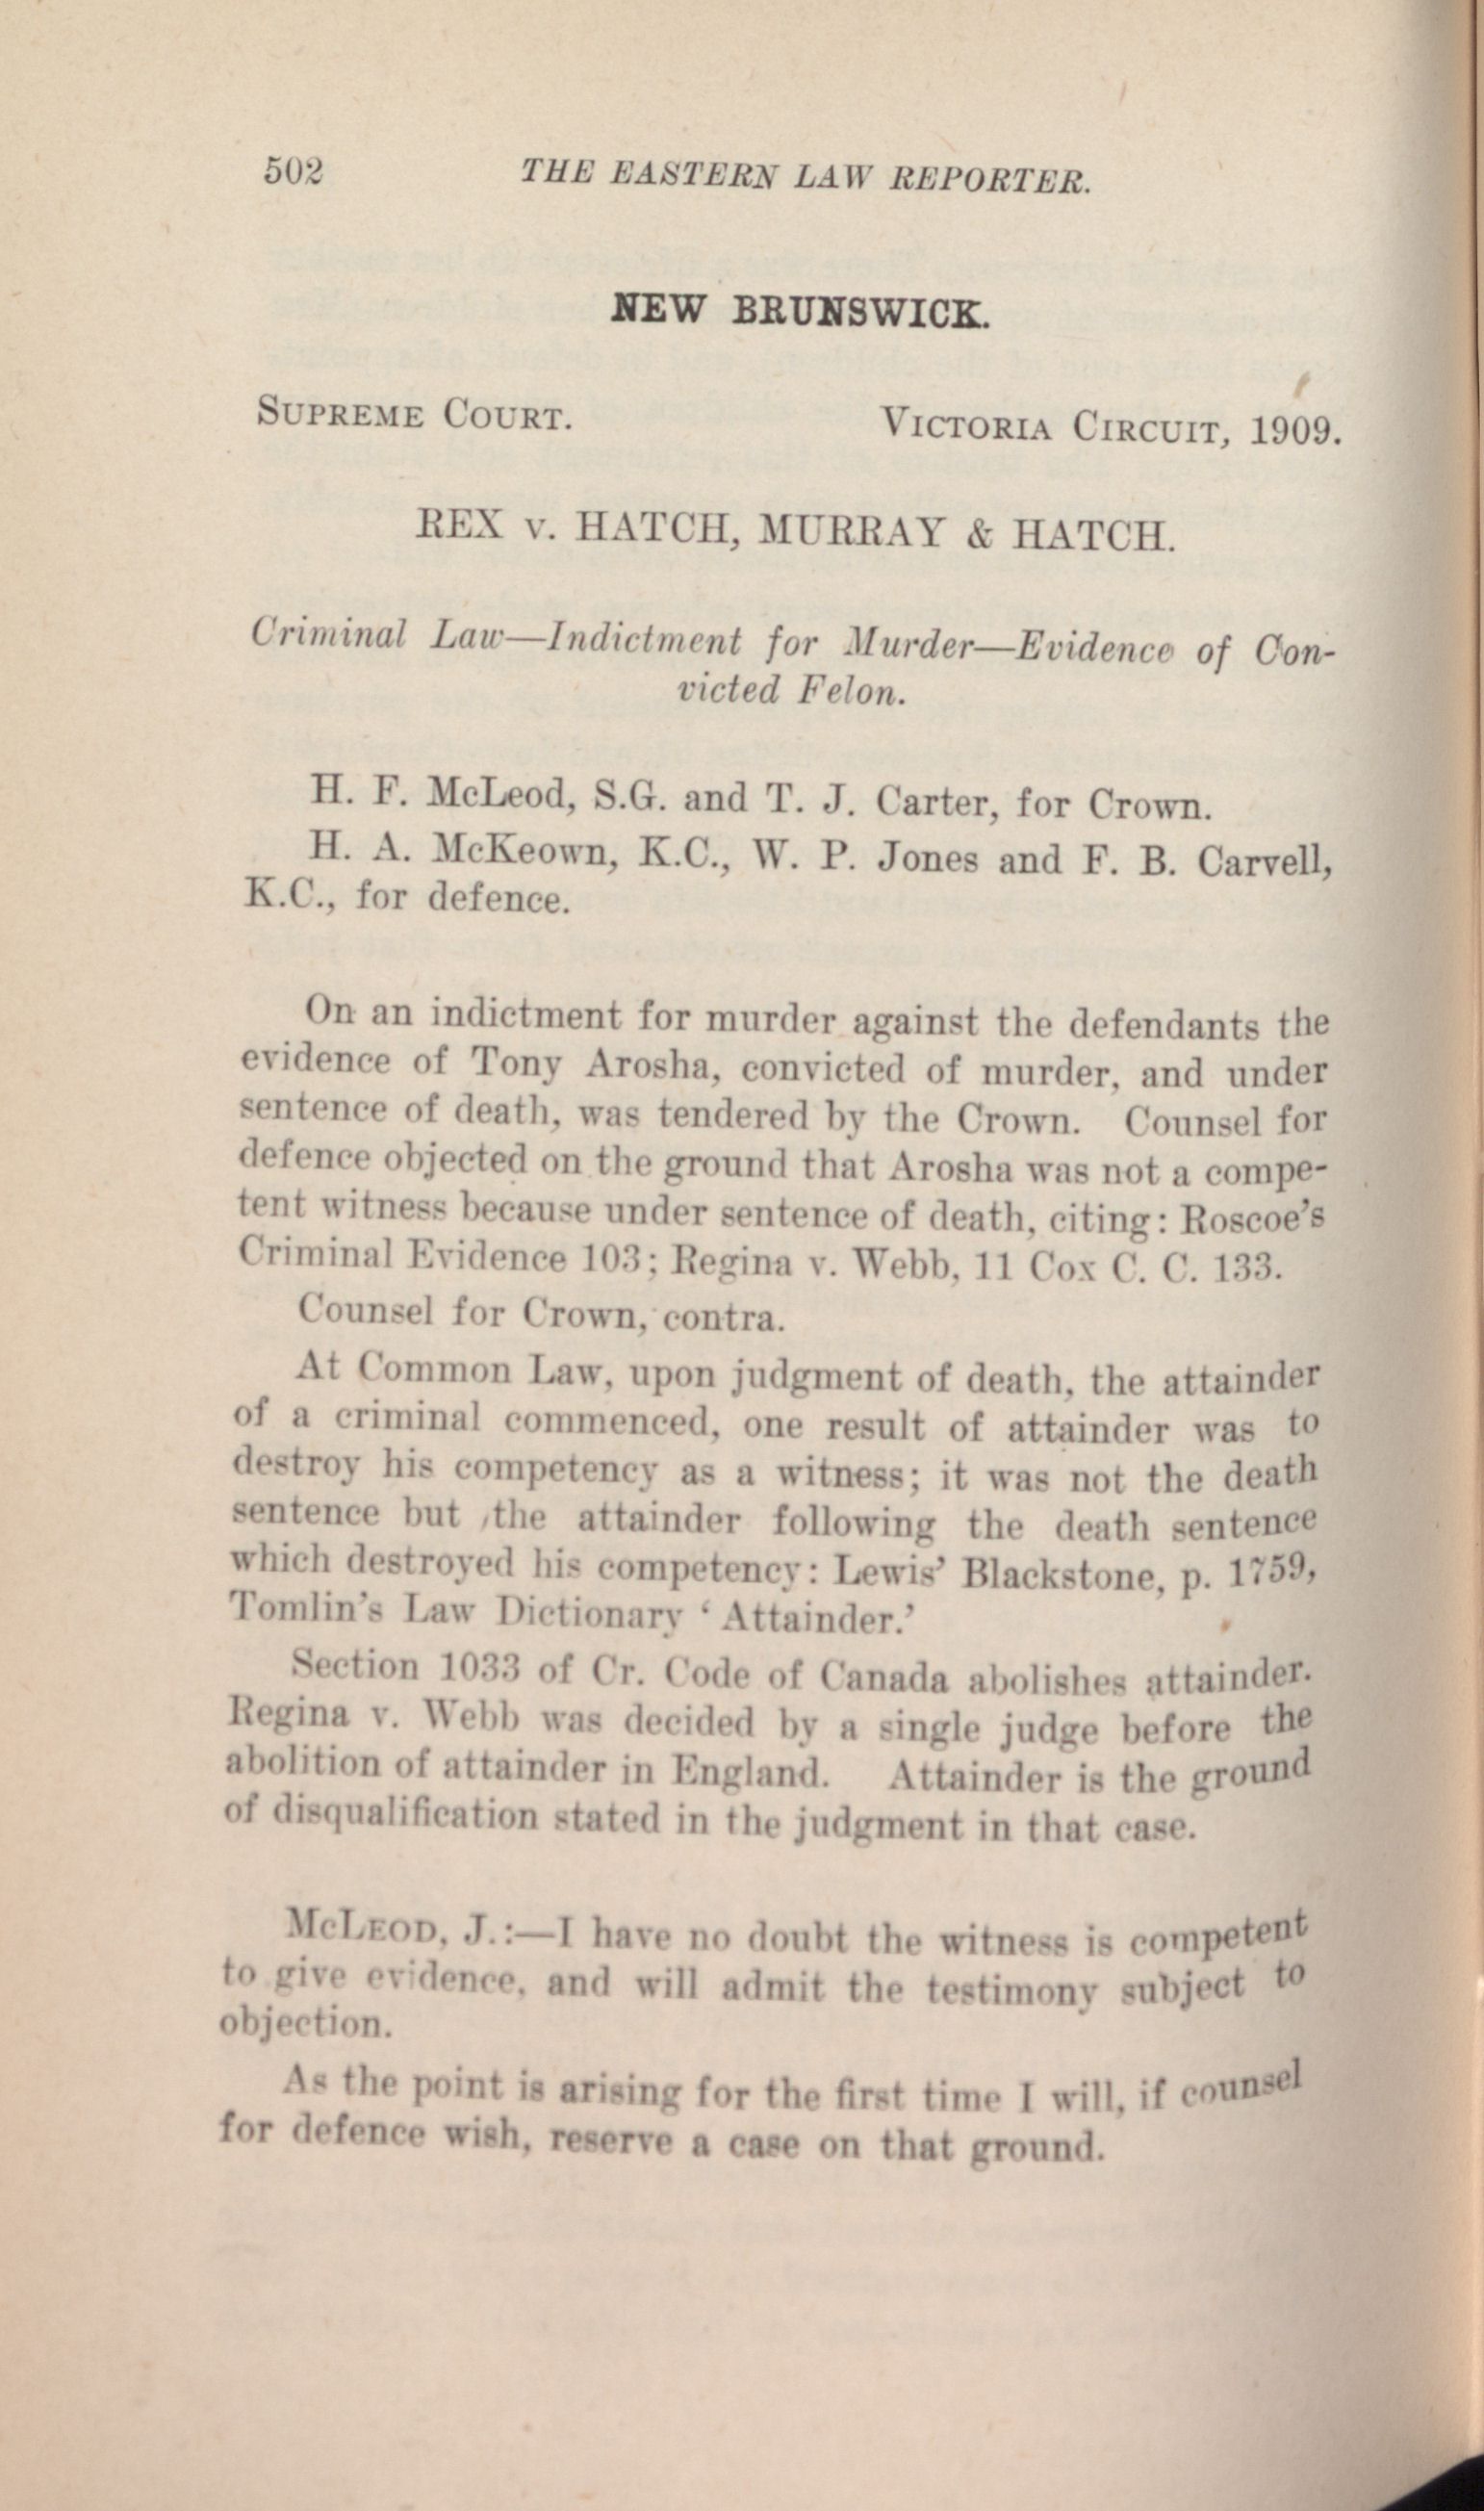 502 THE EASTERN LAW REPORTER.
NEW BRUNSWICK.
SUPREME COURT. VICTORIA CIRCUIT, 1909.
REX v. HATCH, MURRAY & HATCH.
Criminal Law—Indictment for Murder—Evidence of Con-
victed Felon.
H. F. McLeod, S.G. and T. J. Carter, for Crown.
H. A. McKeown, K.C., W. P. Jones and F. B. Carvell,
K.C., for defence.
On an indictment for murder against the defendants the
evidence of Tony Arosha, convicted of murder, and under
sentence of death, was tendered by the Crown. Counsel for
defence objected on the ground that Arosha was not a compe-
tent witness because under sentence of death, citing: Roscoe's
Criminal Evidence 103; Regina v. Webb, 11 Cox C. C. 133.
Counsel for Crown, contra.
At Common Law, upon judgment of death, the attainder
of a criminal commenced, one result of attainder was to
destroy his competency as a witness; it was not the death
sentence but the attainder following the death sentence
which destroyed his competency: Lewis' Blackstone, p. 1759,
Tomlin's Law Dictionary 'Attainder.'
Section 1033 of Cr. Code of Canada abolishes attainder.
Regina v. Webb was decided by a single judge before the
abolition of attainder in England. Attainder is the ground
of disqualification stated in the judgment in that case.
McLEOD, J.:—I have no doubt the witness is competent
to give evidence, and will admit the testimony subject to
objection.
As the point is arising for the first time I will, if counsel
for defence wish, reserve a case on that ground.